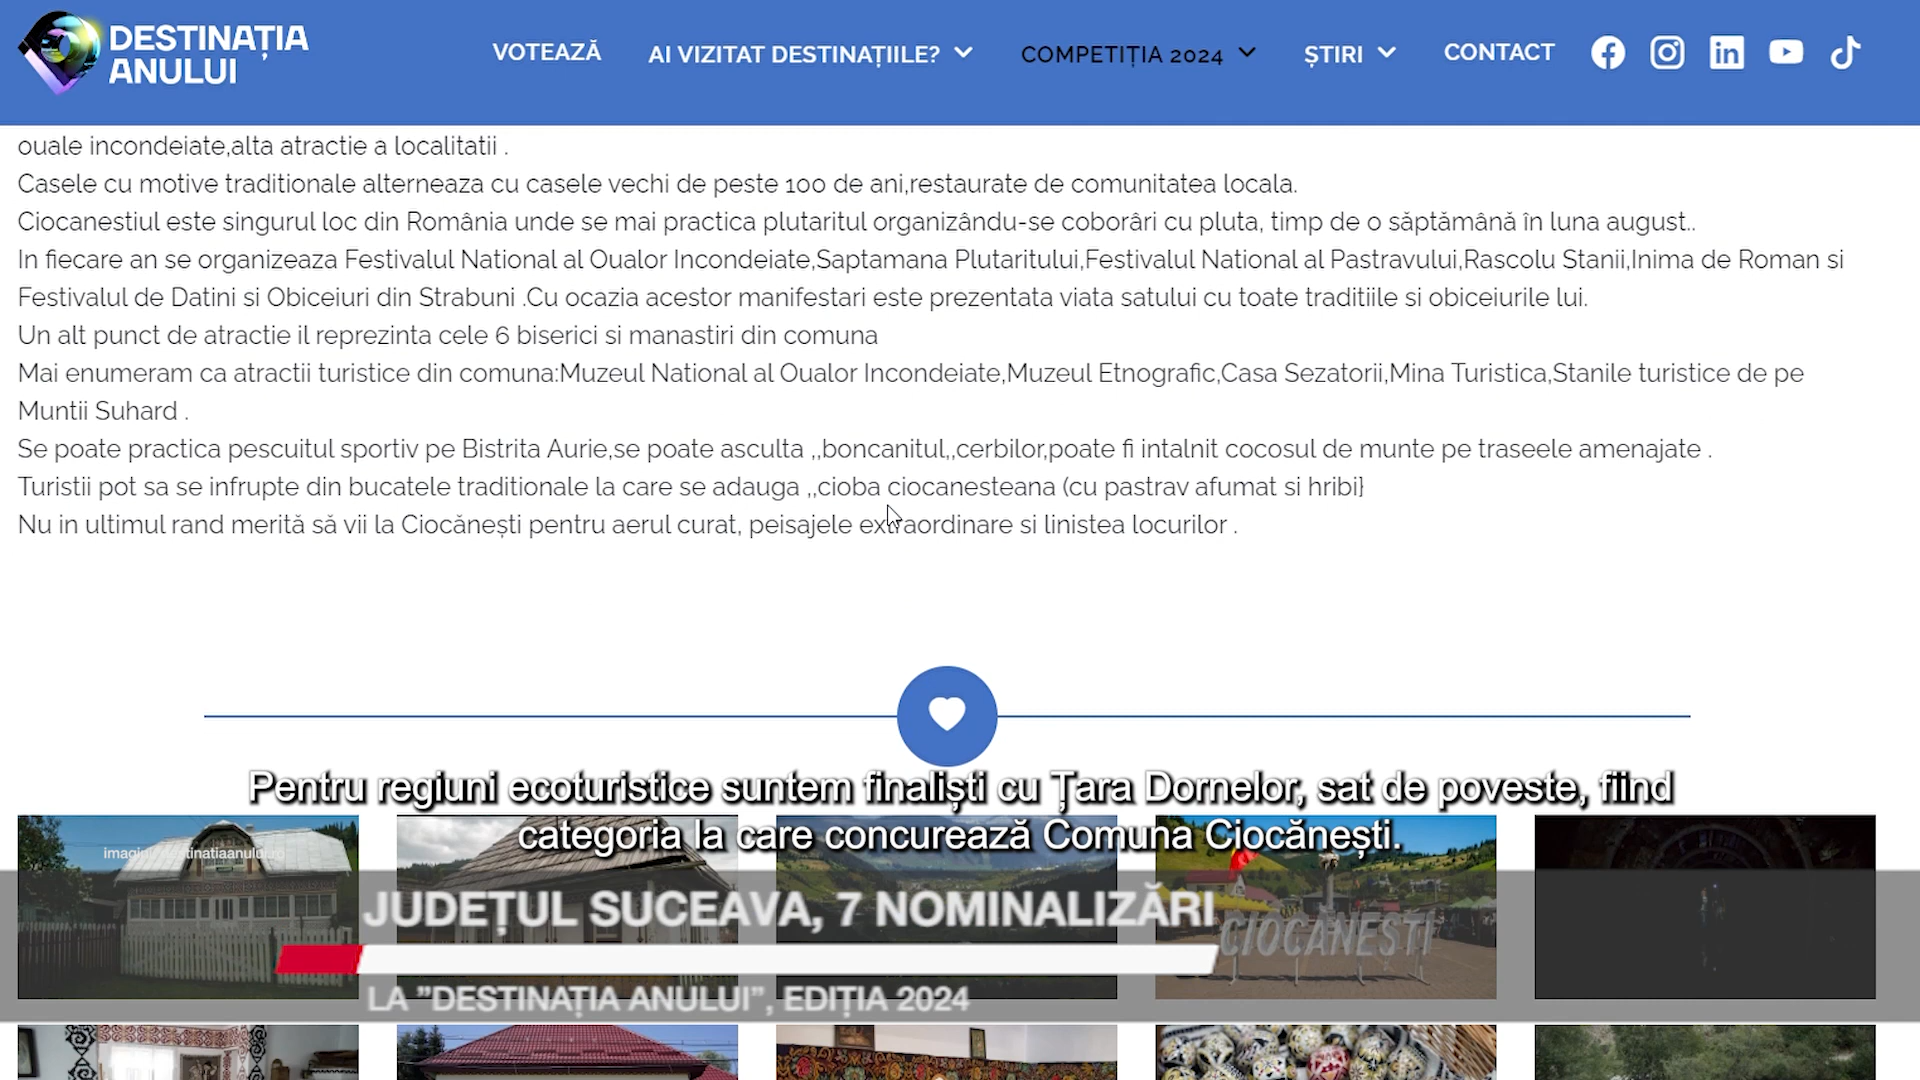 DESTINAȚIA
ANULUI
VOTEAZĂ
AI VIZITAT DESTINAȚIILE?
COMPETIȚIA 2024
ȘTIRI
CONTACT
ouale incondeiate,alta atractie a localitatii .
Casele cu motive traditionale alterneaza cu casele vechi de peste 100 de ani,restaurate de comunitatea locala.
Ciocanestiul este singurul loc din România unde se mai practica plutaritul organizându-se coborâri cu pluta, timp de o săptămână în luna august..
In fiecare an se organizeaza Festivalul National al Oualor Incondeiate,Saptamana Plutaritului,Festivalul National al Pastravului,Rascolu Stanii,Inima de Roman si
Festivalul de Datini si Obiceiuri din Strabuni .Cu ocazia acestor manifestari este prezentata viata satului cu toate traditiile si obiceiurile lui.
Un alt punct de atractie il reprezinta cele 6 biserici si manastiri din comuna
Mai enumeram ca atractii turistice din comuna:Muzeul National al Oualor Incondeiate,Muzeul Etnografic,Casa Sezatorii,Mina Turistica,Stanile turistice de pe
Muntii Suhard .
Se poate practica pescuitul sportiv pe Bistrita Aurie,se poate asculta ,,boncanitul,,cerbilor,poate fi intalnit cocosul de munte pe traseele amenajate .
Turistii pot sa se infrupte din bucatele traditionale la care se adauga ,,cioba ciocanesteana (cu pastrav afumat si hribi}
Nu in ultimul rand merită să vii la Ciocănești pentru aerul curat, peisajele extraordinare si linistea locurilor .
Pentru regiuni ecoturistice suntem finaliști cu Țara Dornelor, sat de poveste, fiind
categoria la care concurează Comuna Ciocănești.
imagini: destinatiaanului.ro
JUDEȚUL SUCEAVA, 7 NOMINALIZĂRI
CIOCĂNEȘTI
LA ”DESTINAȚIA ANULUI”, EDIȚIA 2024